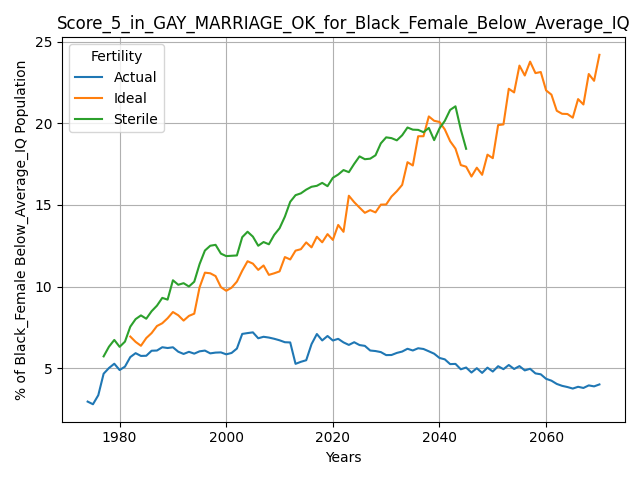 Score_5_in_GAY_MARRIAGE_OK_for_Black_Female_Below_Average_IQ
% of Black_Female Below_Average_IQ Population
25
20
15
10
5
Fertility
Actual
Ideal
Sterile
1980
2000
2020
2040
2060
Years